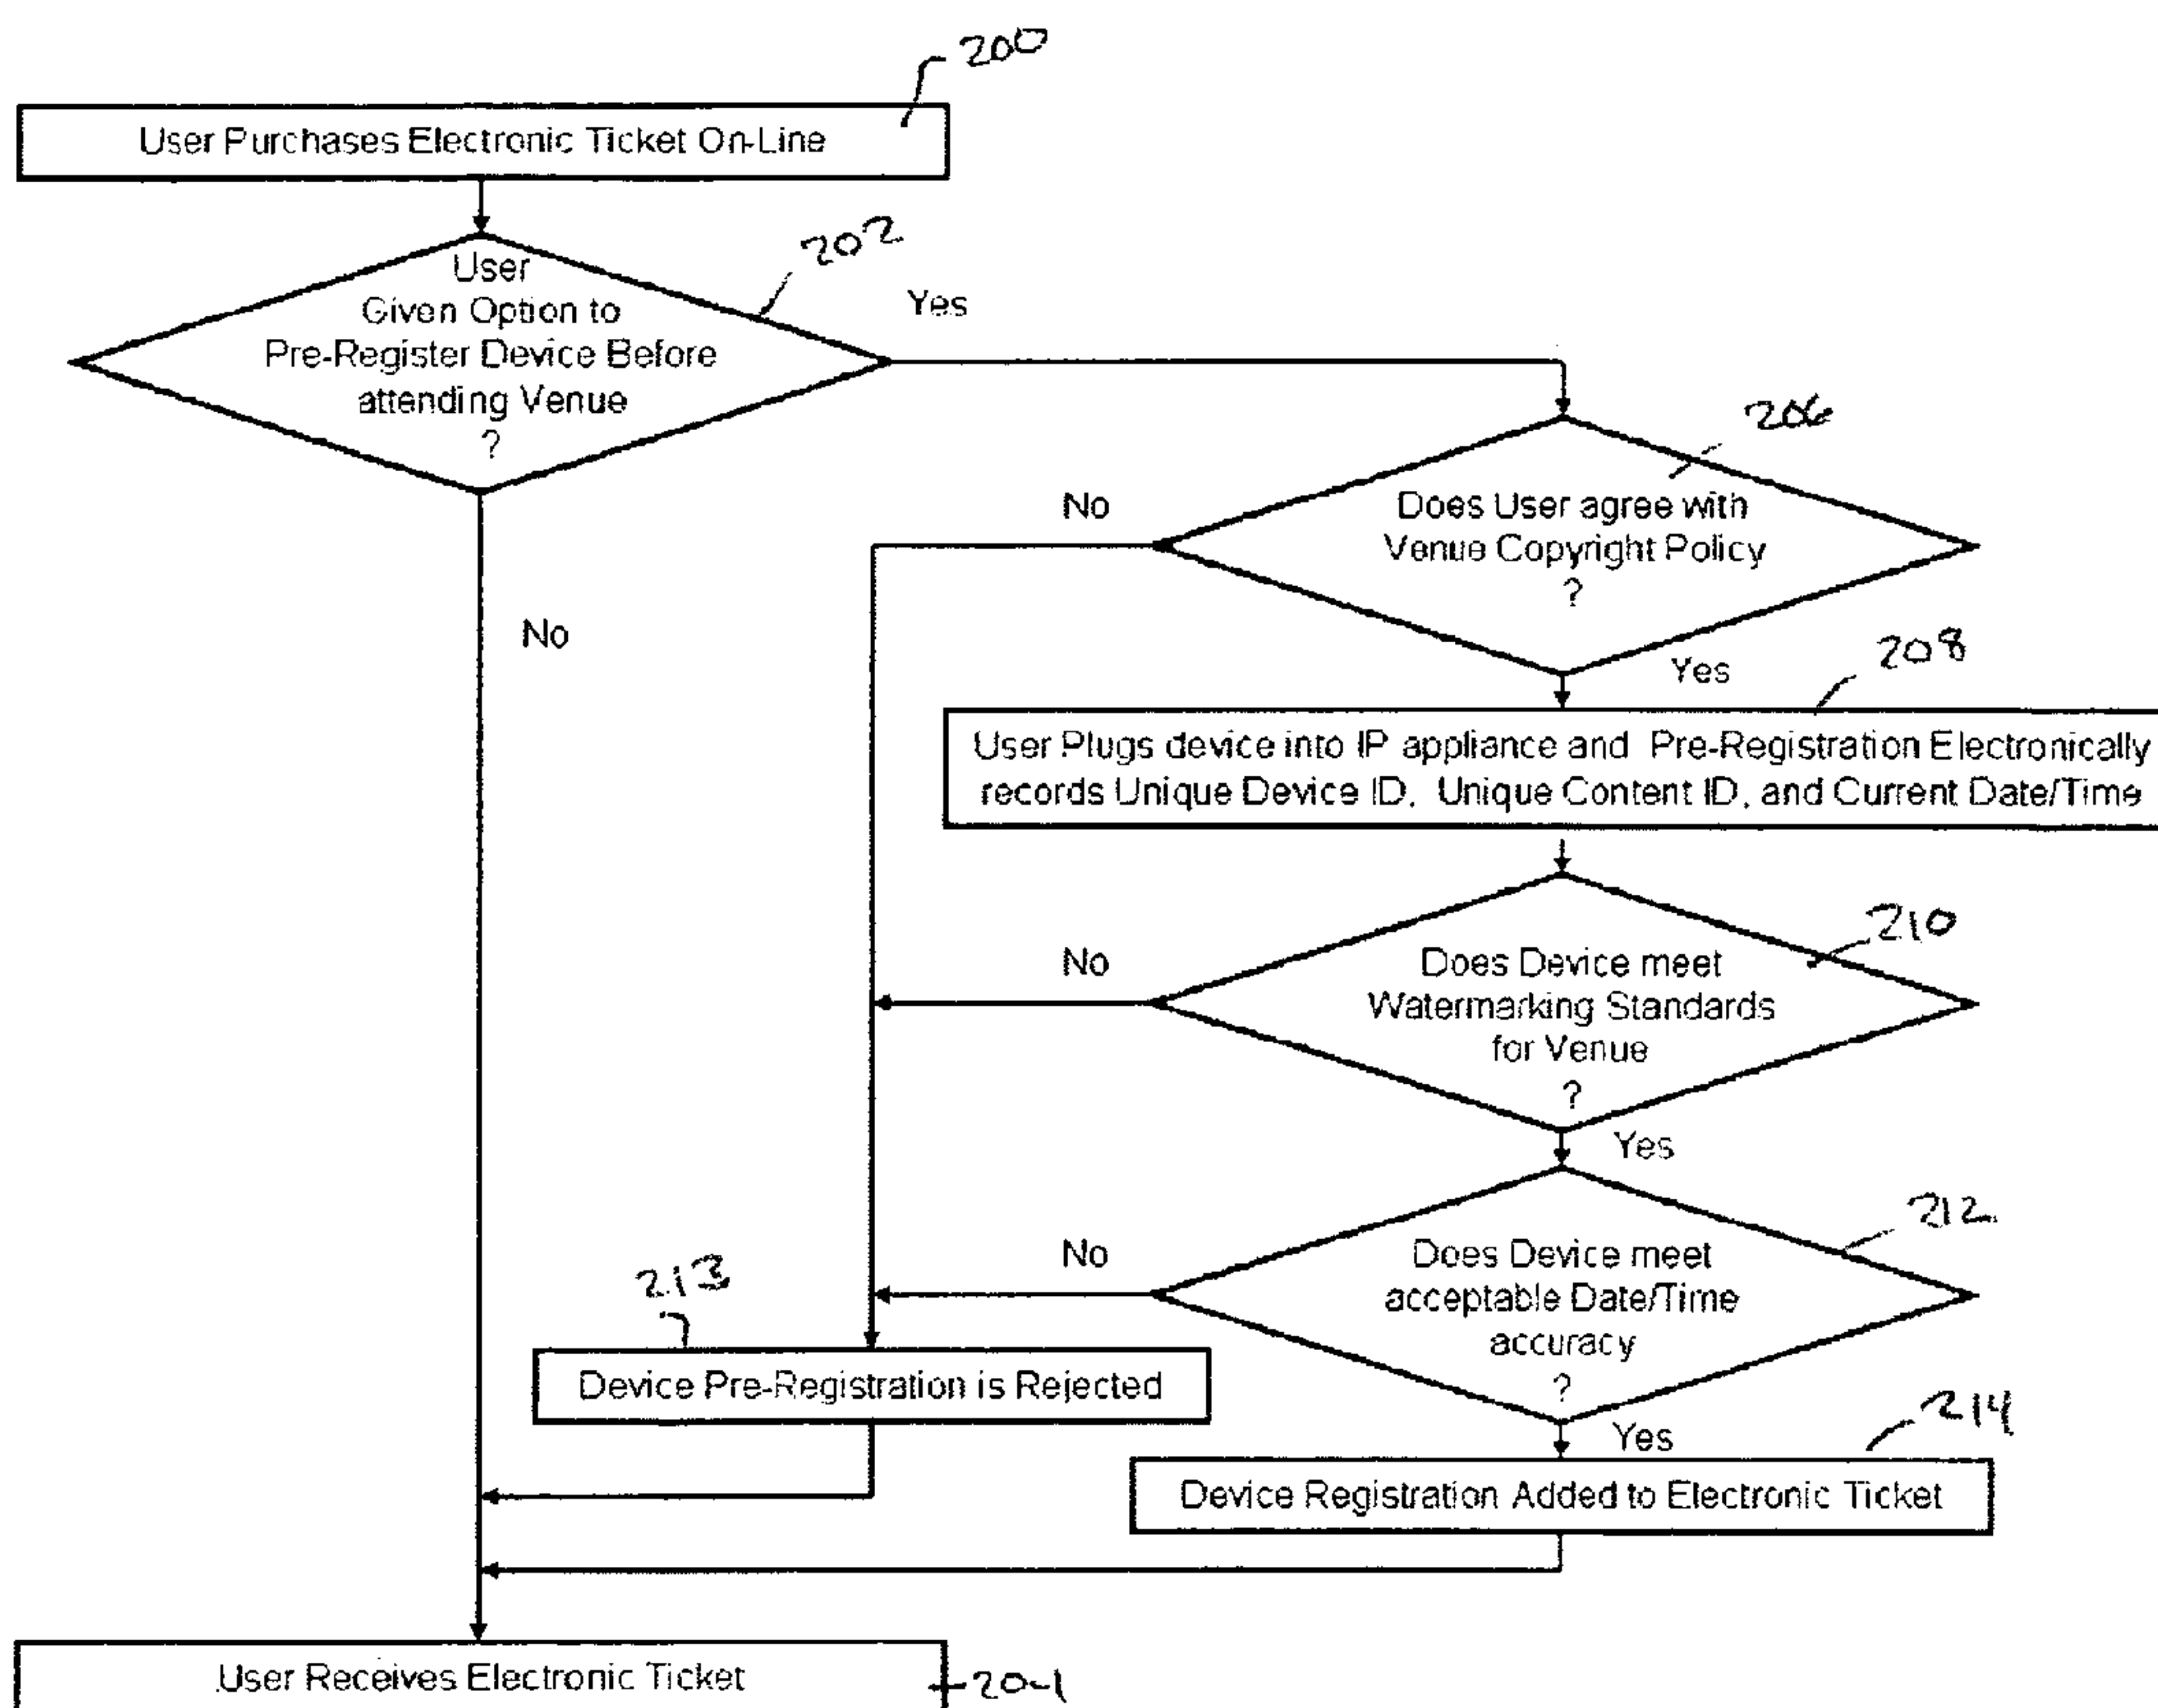 200
User Purchases Electronic Ticket On-Line
202
User
Given Option to
Pre-Register Device Before
attending Venue
?
Yes
No
206
Does User agree with
Venue Copyright Policy
?
No
Yes
208
User Plugs device into IP appliance and Pre-Registration Electronically
records Unique Device ID, Unique Content ID, and Current Date/Time
210
Does Device meet
Watermarking Standards
for Venue
?
No
Yes
212
Does Device meet
acceptable Date/Time
accuracy
?
No
Yes
213
Device Pre-Registration is Rejected
214
Device Registration Added to Electronic Ticket
User Receives Electronic Ticket
204